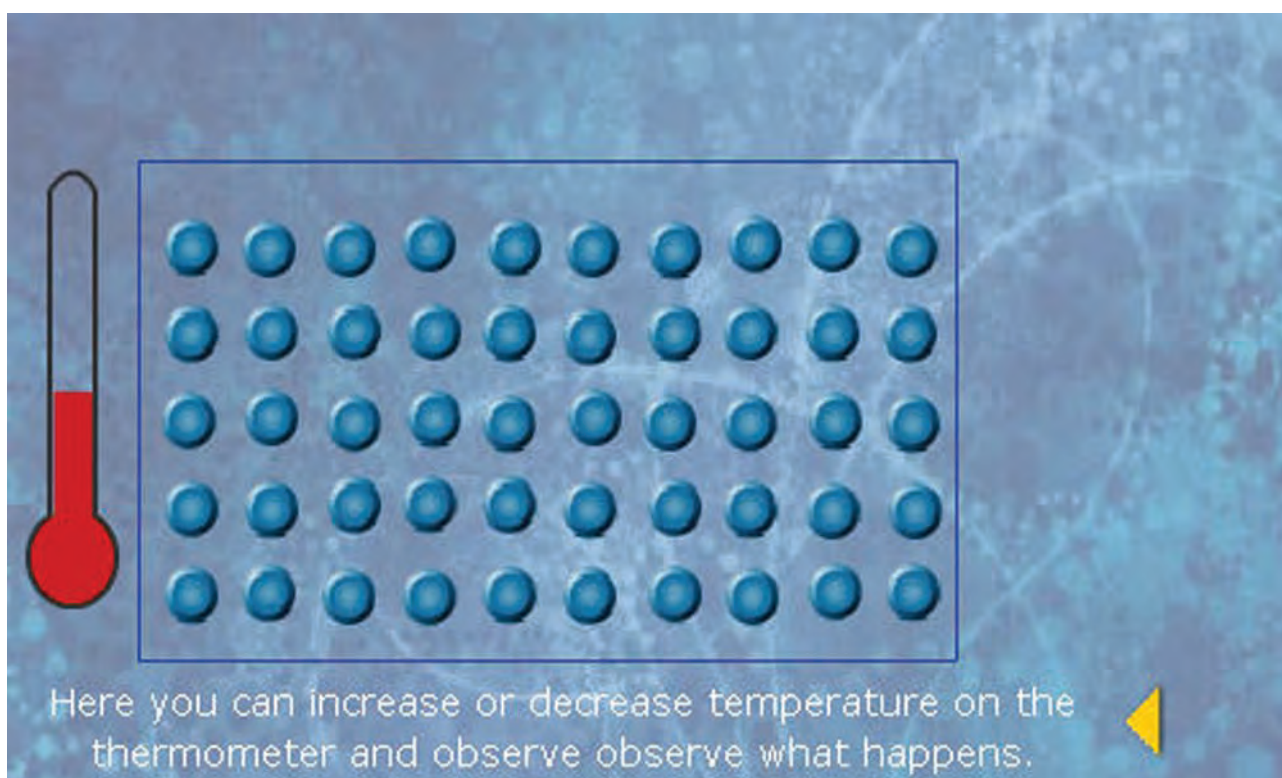 Here you can increase or decrease temperature on the
thermometer and observe observe what happens.